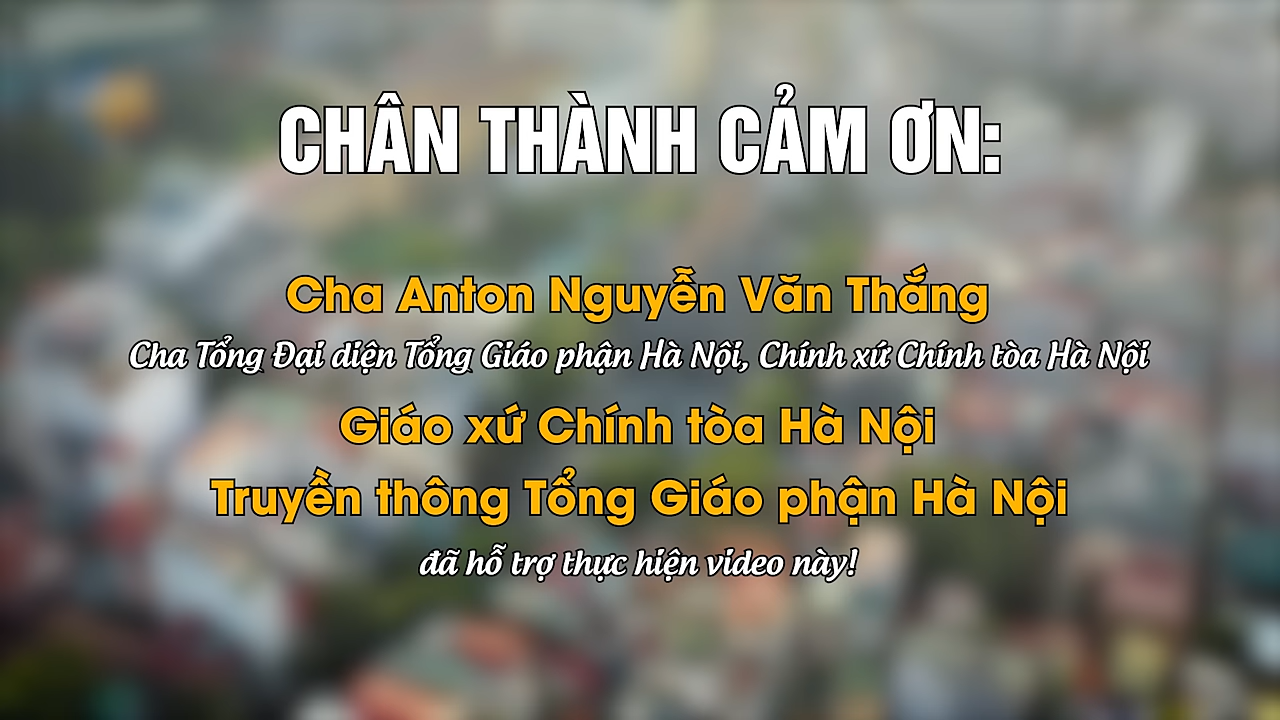 CHÂN THÀNH CẢM ƠN:
Cha Anton Nguyễn Văn Thắng
Cha Tổng Đại diện Tổng Giáo phận Hà Nội, Chính xứ Chính tòa Hà Nội
Giáo xứ Chính tòa Hà Nội
Truyền thông Tổng Giáo phận Hà Nội
đã hỗ trợ thực hiện video này!